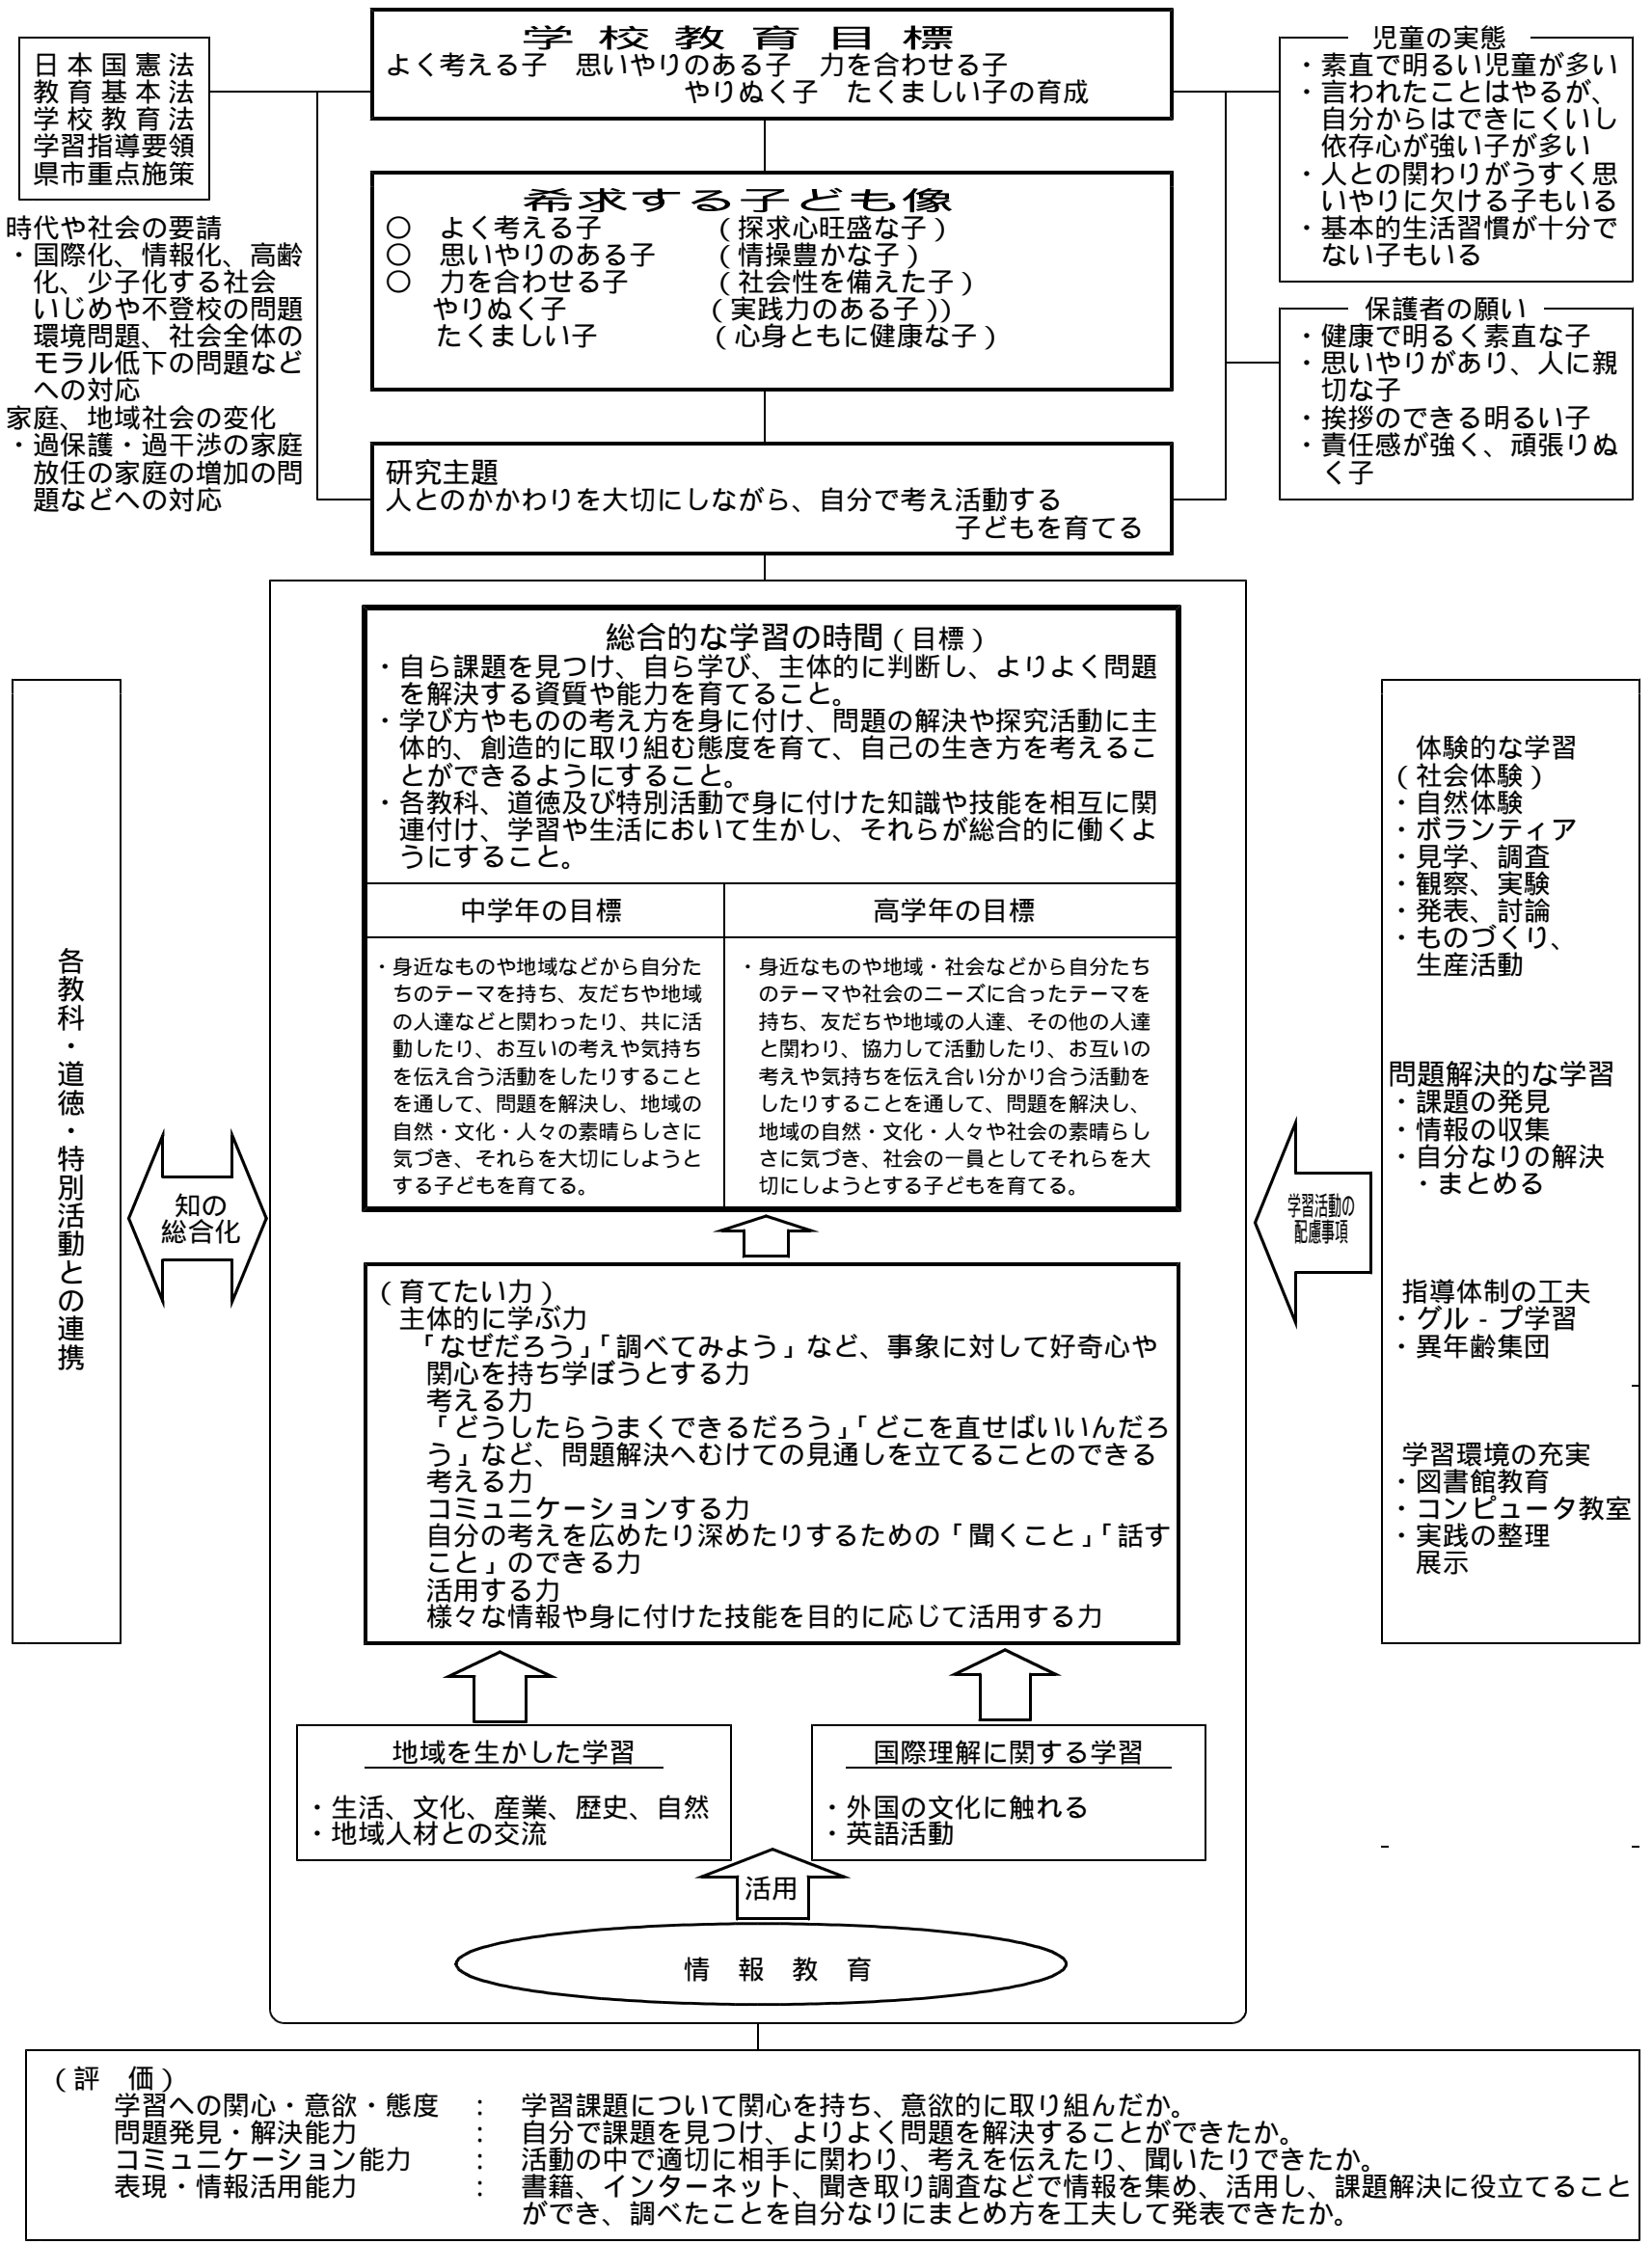 学校教育目標
よく考える子　思いやりのある子　力を合わせる子
やりぬく子　たくましい子の育成
日本国憲法
教育基本法
学校教育法
学習指導要領
県市重点施策
時代や社会の要請
・国際化、情報化、高齢
化、少子化する社会
いじめや不登校の問題
環境問題、社会全体の
モラル低下の問題など
への対応
家庭、地域社会の変化
・過保護・過干渉の家庭
放任の家庭の増加の問
題などへの対応
希求する子ども像
○　よく考える子　（探求心旺盛な子）
○　思いやりのある子　（情操豊かな子）
○　力を合わせる子　（社会性を備えた子）
やりぬく子　（実践力のある子））
たくましい子　（心身ともに健康な子）
児童の実態
・素直で明るい児童が多い
・言われたことはやるが、
自分からはできにくいし
依存心が強い子が多い
・人との関わりがうすく思
いやりに欠ける子もいる
・基本的生活習慣が十分で
ない子もいる
保護者の願い
・健康で明るく素直な子
・思いやりがあり、人に親
切な子
・挨拶のできる明るい子
・責任感が強く、頑張りぬ
く子
研究主題
人とのかかわりを大切にしながら、自分で考え活動する
子どもを育てる
総合的な学習の時間（目標）
・自ら課題を見つけ、自ら学び、主体的に判断し、よりよく問題
を解決する資質や能力を育てること。
・学び方やものの考え方を身に付け、問題の解決や探究活動に主
体的、創造的に取り組む態度を育て、自己の生き方を考えるこ
とができるようにすること。
・各教科、道徳及び特別活動で身に付けた知識や技能を相互に関
連付け、学習や生活において生かし、それらが総合的に働くよ
うにすること。
中学年の目標
・身近なものや地域などから自分た
ちのテーマを持ち、友だちや地域
の人達などと関わったり、共に活
動したり、お互いの考えや気持ち
を伝え合う活動をしたりすること
を通して、問題を解決し、地域の
自然・文化・人々の素晴らしさに
気づき、それらを大切にしようと
する子どもを育てる。
高学年の目標
・身近なものや地域・社会などから自分たち
のテーマや社会のニーズに合ったテーマを
持ち、友だちや地域の人達、その他の人達
と関わり、協力して活動したり、お互いの
考えや気持ちを伝え合い分かり合う活動を
したりすることを通して、問題を解決し、
地域の自然・文化・人々や社会の素晴らし
さに気づき、社会の一員としてそれらを大
切にしようとする子どもを育てる。
各教科・道徳・特別活動との連携
知の
総合化
学習活動の
配慮事項
体験的な学習
（社会体験）
・自然体験
・ボランティア
・見学、調査
・観察、実験
・発表、討論
・ものづくり、
生産活動
問題解決的な学習
・課題の発見
・情報の収集
・自分なりの解決
・まとめる
指導体制の工夫
・グル－プ学習
・異年齢集団
学習環境の充実
・図書館教育
・コンピュータ教室
・実践の整理
展示
（育てたい力）
主体的に学ぶ力
「なぜだろう」「調べてみよう」など、事象に対して好奇心や
関心を持ち学ぼうとする力
考える力
「どうしたらうまくできるだろう」「どこを直せばいいんだろ
う」など、問題解決へむけての見通しを立てることのできる
考える力
コミュニケーションする力
自分の考えを広めたり深めたりするための「聞くこと」「話す
こと」のできる力
活用する力
様々な情報や身に付けた技能を目的に応じて活用する力
地域を生かした学習
・生活、文化、産業、歴史、自然
・地域人材との交流
国際理解に関する学習
・外国の文化に触れる
・英語活動
活用
情　報　教　育
（評　価）
学習への関心・意欲・態度　：　学習課題について関心を持ち、意欲的に取り組んだか。
問題発見・解決能力　：　自分で課題を見つけ、よりよく問題を解決することができたか。
コミュニケーション能力　：　活動の中で適切に相手に関わり、考えを伝えたり、聞いたりできたか。
表現・情報活用能力　：　書籍、インターネット、聞き取り調査などで情報を集め、活用し、課題解決に役立てること
ができ、調べたことを自分なりにまとめ方を工夫して発表できたか。